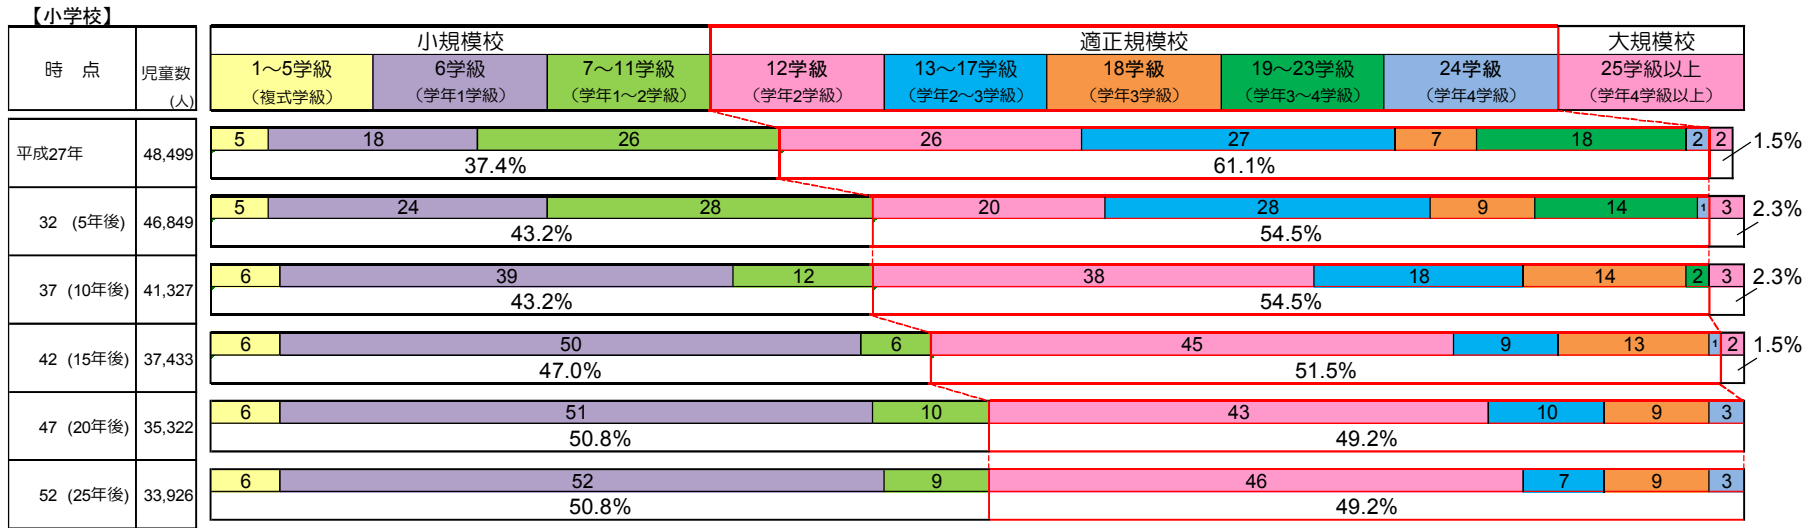 【小学校】
時 点
児童数
(人)
小規模校
適正規模校
大規模校
1～5学級
6学級
7～11学級
12学級
13～17学級
18学級
19～23学級
24学級
25学級以上
（複式学級）
（学年1学級）
（学年1～2学級）
（学年2学級）
（学年2～3学級）
（学年3学級）
（学年3～4学級）
（学年4学級）
（学年4学級以上）
平成27年 48,499 5 18 26 26 27 7 18 2 2
37.4% 61.1% 1.5%
32 (5年後) 46,849 5 24 28 20 28 9 14 1 3
43.2% 54.5% 2.3%
37 (10年後) 41,327 6 39 12 38 18 14 2 3
43.2% 54.5% 2.3%
42 (15年後) 37,433 6 50 6 45 9 13 1 2
47.0% 51.5% 1.5%
47 (20年後) 35,322 6 51 10 43 10 9 3
50.8% 49.2%
52 (25年後) 33,926 6 52 9 46 7 9 3
50.8% 49.2%